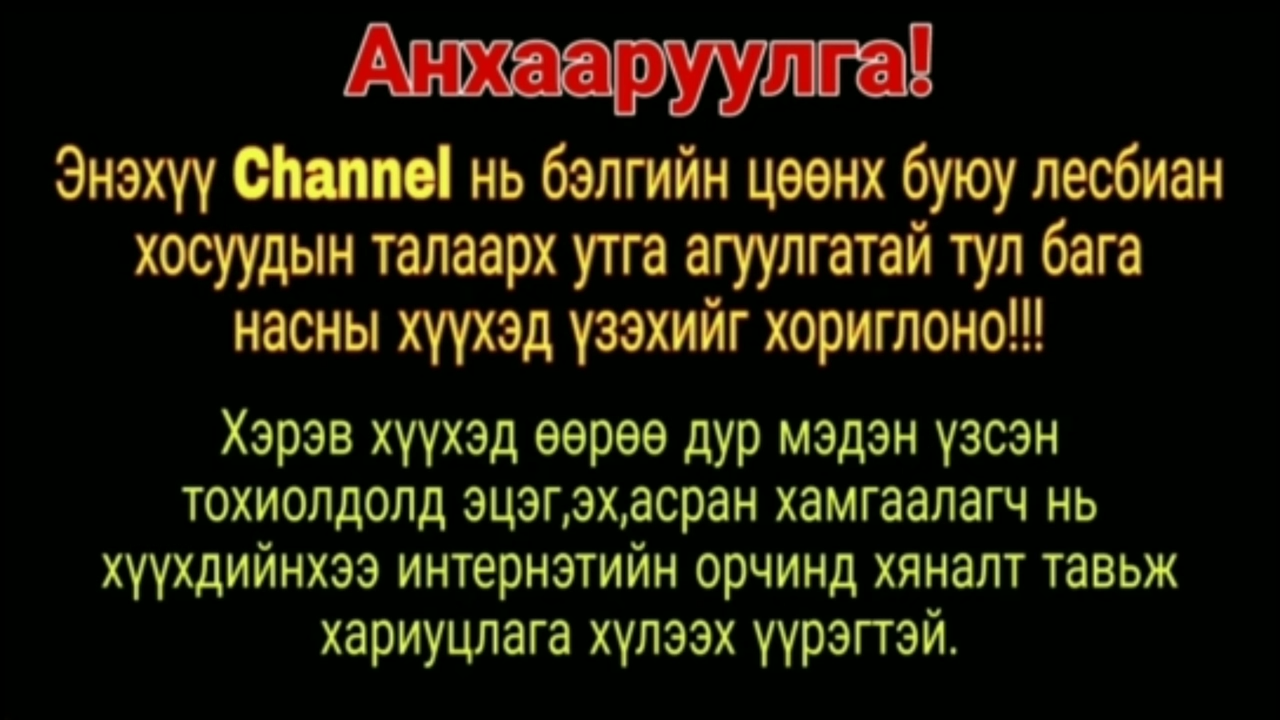 Анхааруулга!
Энэхүү Channel нь бэлгийн цөөнх буюу лесбиан
хосуудын талаарх утга агуулгатай тул бага
насны хүүхэд үзэхийг хориглоно!!!
Хэрэв хүүхэд өөрөө дур мэдэн үзсэн
тохиолдолд эцэг,эх,асран хамгаалагч нь
хүүхдийнхээ интернэтийн орчинд хяналт тавьж
хариуцлага хүлээх үүрэгтэй.